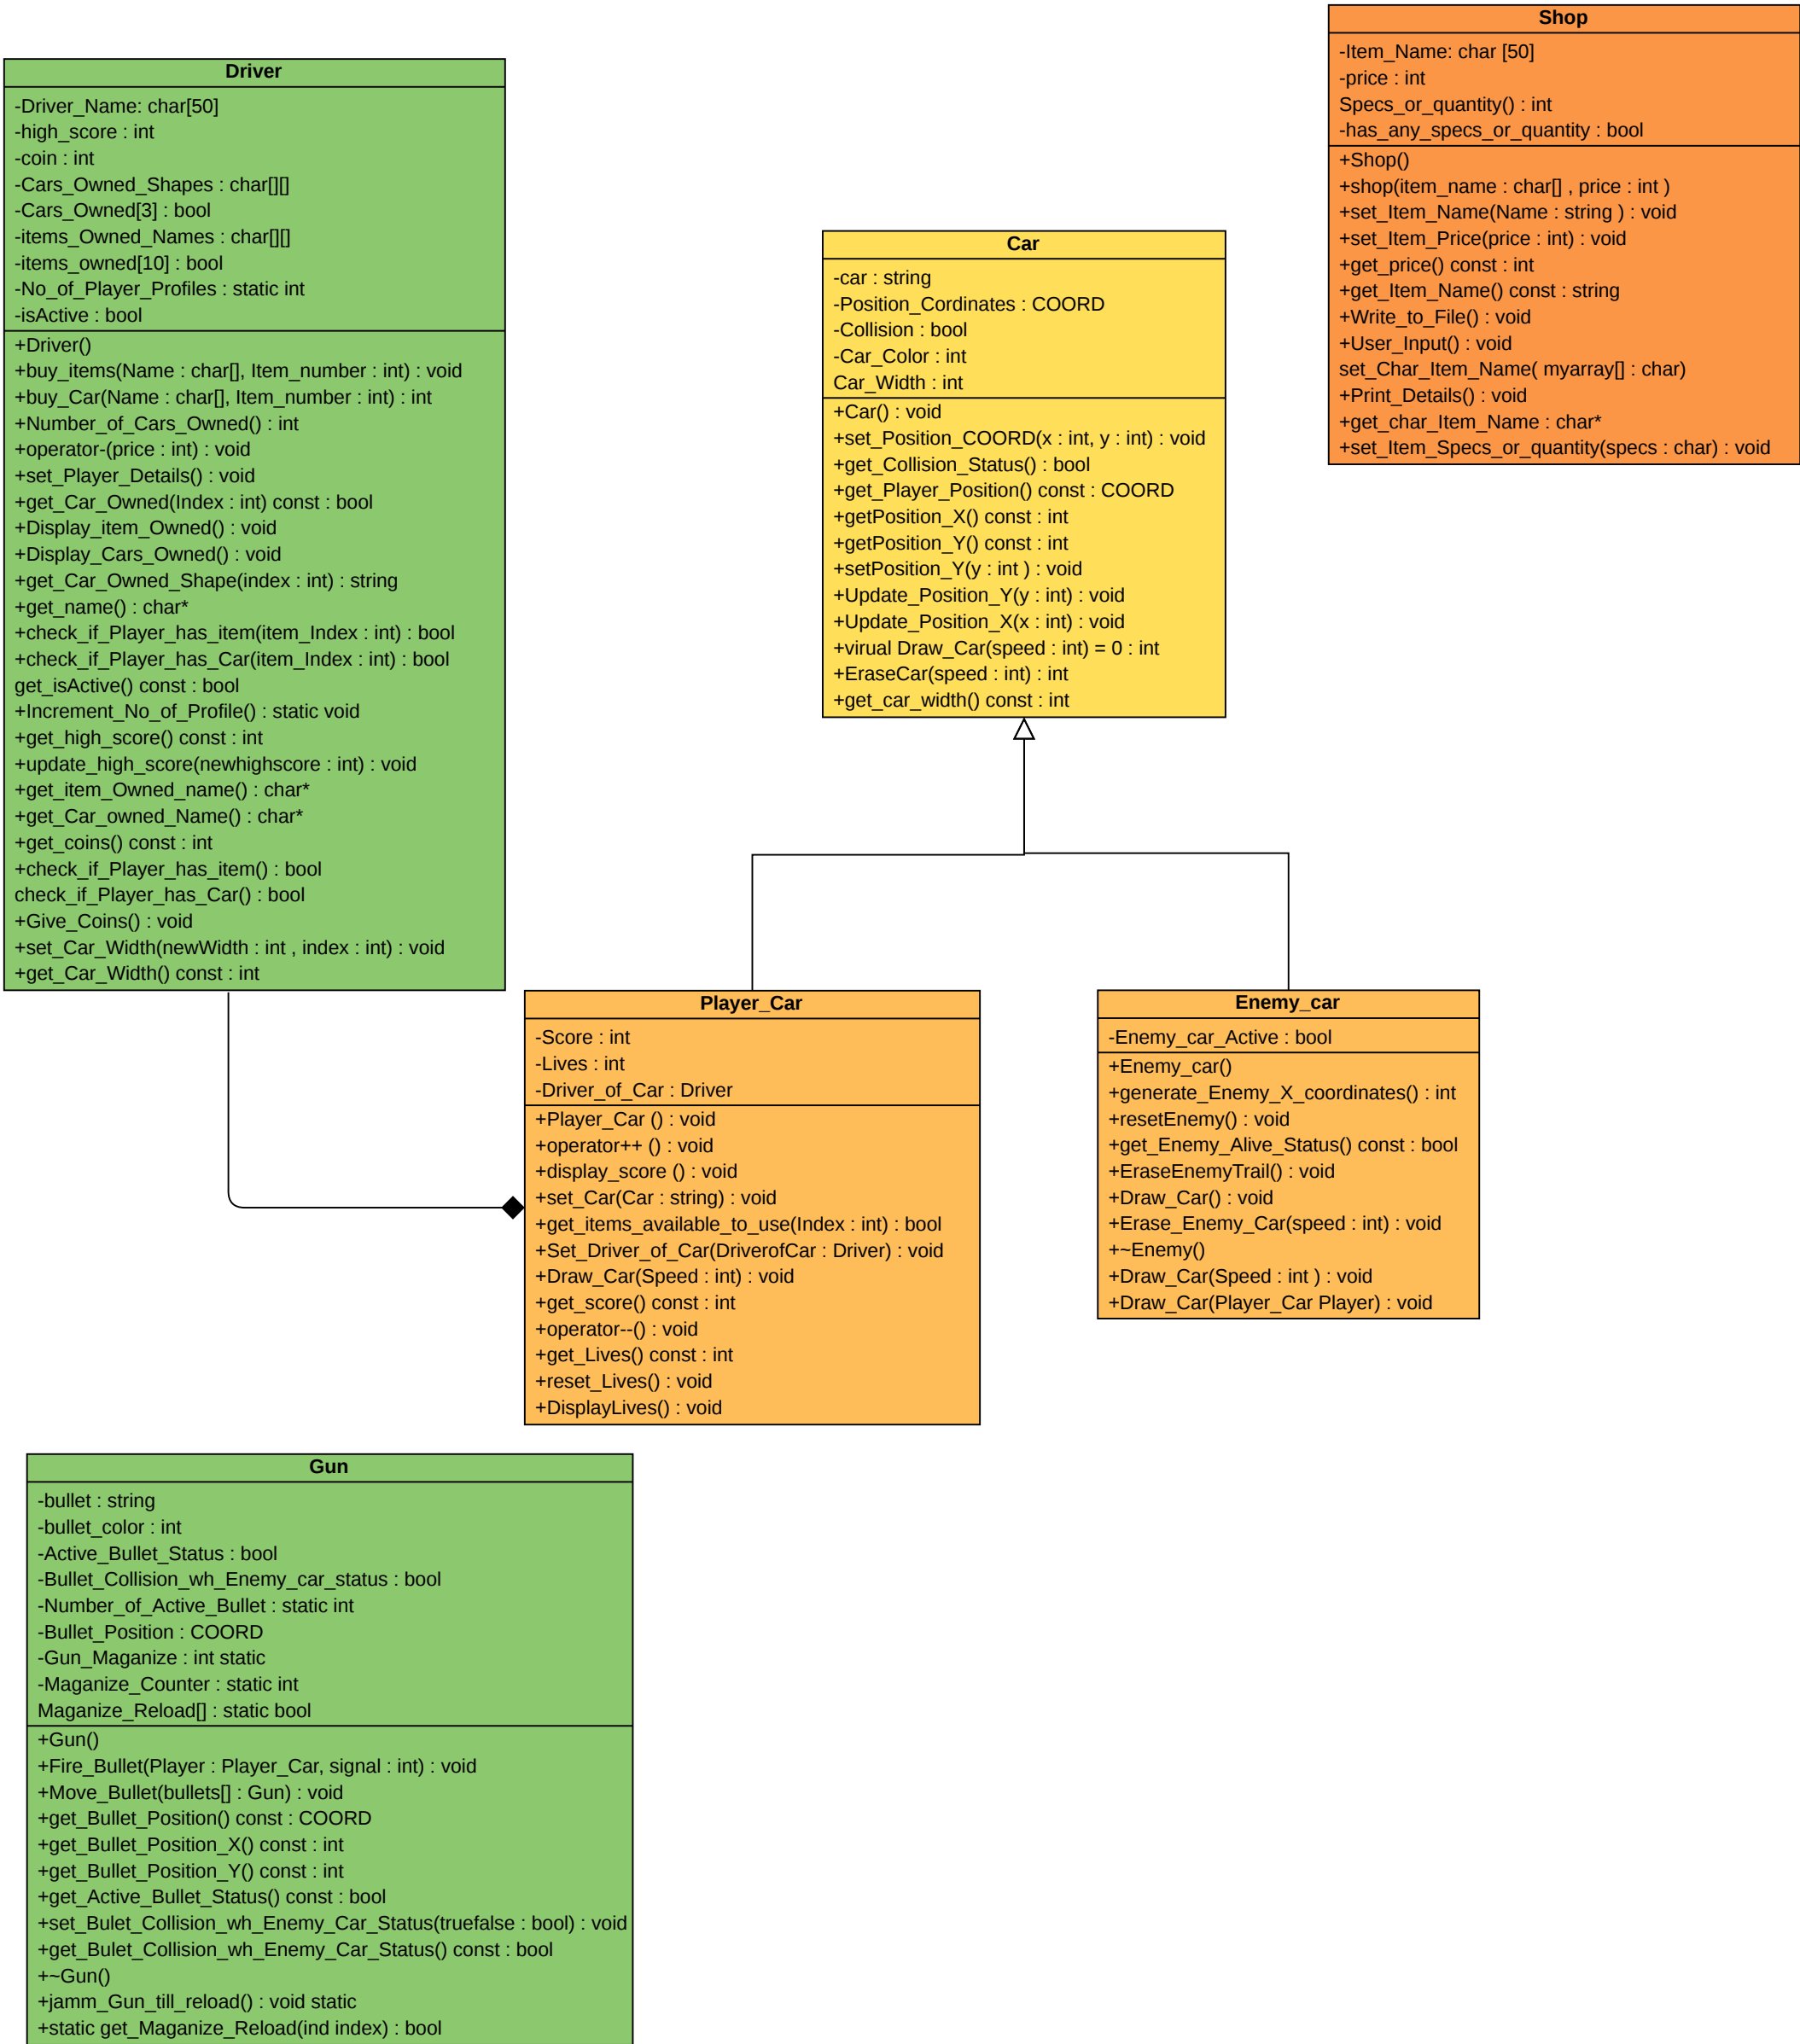 Driver
-Driver_Name: char[50]
-high_score : int
-coin : int
-Cars_Owned_Shapes : char[][]
-Cars_Owned[3] : bool
-items_Owned_Names : char[][]
-items_owned[10] : bool
-No_of_Player_Profiles : static int
-isActive : bool
+Driver()
+buy_items(Name : char[], Item_number : int) : void
+buy_Car(Name : char[], Item_number : int) : int
+Number_of_Cars_Owned() : int
+operator-(price : int) : void
+set_Player_Details() : void
+get_Car_Owned(Index : int) const : bool
+Display_item_Owned() : void
+Display_Cars_Owned() : void
+get_Car_Owned_Shape(index : int) : string
+get_name() : char*
+check_if_Player_has_item(item_Index : int) : bool
+check_if_Player_has_Car(item_Index : int) : bool
get_isActive() const : bool
+Increment_No_of_Profile() : static void
+get_high_score() const : int
+update_high_score(newhighscore : int) : void
+get_item_Owned_name() : char*
+get_Car_owned_Name() : char*
+get_coins() const : int
+check_if_Player_has_item() : bool
check_if_Player_has_Car() : bool
+Give_Coins() : void
+set_Car_Width(newWidth : int , index : int) : void
+get_Car_Width() const : int
Car
-car : string
-Position_Cordinates : COORD
-Collision : bool
-Car_Color : int
Car_Width : int
+Car() : void
+set_Position_COORD(x : int, y : int) : void
+get_Collision_Status() : bool
+get_Player_Position() const : COORD
+getPosition_X() const : int
+getPosition_Y() const : int
+setPosition_Y(y : int ) : void
+Update_Position_Y(y : int) : void
+Update_Position_X(x : int) : void
+virual Draw_Car(speed : int) = 0 : int
+EraseCar(speed : int) : int
+get_car_width() const : int
Shop
-Item_Name: char [50]
-price : int
Specs_or_quantity() : int
-has_any_specs_or_quantity : bool
+Shop()
+shop(item_name : char[] , price : int )
+set_Item_Name(Name : string ) : void
+set_Item_Price(price : int) : void
+get_price() const : int
+get_Item_Name() const : string
+Write_to_File() : void
+User_Input() : void
set_Char_Item_Name( myarray[] : char)
+Print_Details() : void
+get_char_Item_Name : char*
+set_Item_Specs_or_quantity(specs : char) : void
Player_Car
-Score : int
-Lives : int
-Driver_of_Car : Driver
+Player_Car () : void
+operator++ () : void
+display_score () : void
+set_Car(Car : string) : void
+get_items_available_to_use(Index : int) : bool
+Set_Driver_of_Car(DriverofCar : Driver) : void
+Draw_Car(Speed : int) : void
+get_score() const : int
+operator--() : void
+get_Lives() const : int
+reset_Lives() : void
+DisplayLives() : void
Enemy_car
-Enemy_car_Active : bool
+Enemy_car()
+generate_Enemy_X_coordinates() : int
+resetEnemy() : void
+get_Enemy_Alive_Status() const : bool
+EraseEnemyTrail() : void
+Draw_Car() : void
+Erase_Enemy_Car(speed : int) : void
+~Enemy()
+Draw_Car(Speed : int ) : void
+Draw_Car(Player_Car Player) : void
Gun
-bullet : string
-bullet_color : int
-Active_Bullet_Status : bool
-Bullet_Collision_wh_Enemy_car_status : bool
-Number_of_Active_Bullet : static int
-Bullet_Position : COORD
-Gun_Maganize : int static
-Maganize_Counter : static int
Maganize_Reload[] : static bool
+Gun()
+Fire_Bullet(Player : Player_Car, signal : int) : void
+Move_Bullet(bullets[] : Gun) : void
+get_Bullet_Position() const : COORD
+get_Bullet_Position_X() const : int
+get_Bullet_Position_Y() const : int
+get_Active_Bullet_Status() const : bool
+set_Bulet_Collision_wh_Enemy_Car_Status(truefalse : bool) : void
+get_Bulet_Collision_wh_Enemy_Car_Status() const : bool
+~Gun()
+jamm_Gun_till_reload() : void static
+static get_Maganize_Reload(ind index) : bool